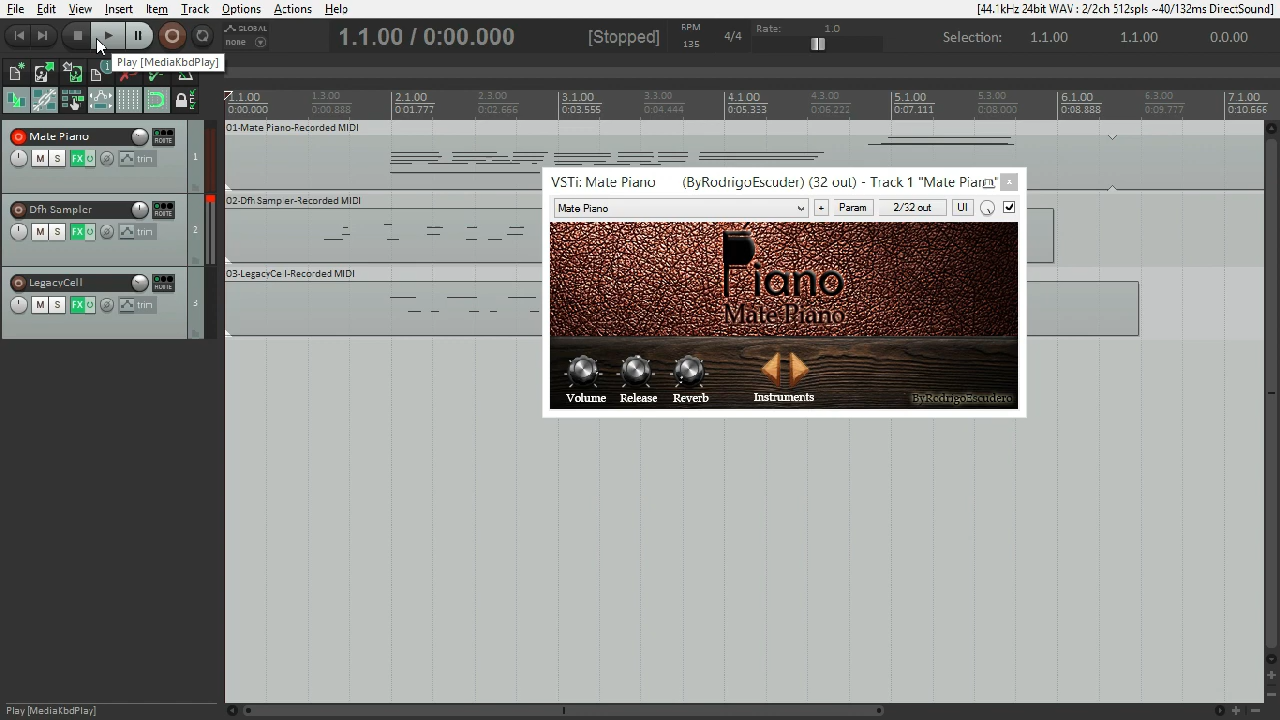 File Edit View Insert Item Track Options Actions Help [44.1kHz 24bit WAV : 2/2ch 512spls ~40/132ms DirectSound]
GLOBAL
none
1.1.00 / 0:00.000 [Stopped]
BPM
135
4/4
Rate: 1.0
Selection: 1.1.00 1.1.00 0.0.00
Play [MediaKbdPlay]
1.1.00 1.3.00 2.1.00 2.3.00 3.1.00 3.3.00 4.1.00 4.3.00 5.1.00 5.3.00 6.1.00 6.3.00 7.1.00
0:00.000 0:00.888 0:01.777 0:02.666 0:03.555 0:04.444 0:05.333 0:06.222 0:07.111 0:08.000 0:08.888 0:09.777 0:10.666
Mate Piano ROUTE
M S FX trim
1
01-Mate Piano-Recorded MIDI
Dfh Sampler ROUTE
M S FX trim
2
02-Dfh Sampler-Recorded MIDI
LegacyCell ROUTE
M S FX trim
3
03-LegacyCell-Recorded MIDI
VSTi: Mate Piano (ByRodrigoEscuder) (32 out) - Track 1 "Mate Piano"
Mate Piano + Param 2/32 out UI
Piano
Mate Piano
Volume Release Reverb Instruments ByRodrigoEscudero
Play [MediaKbdPlay]